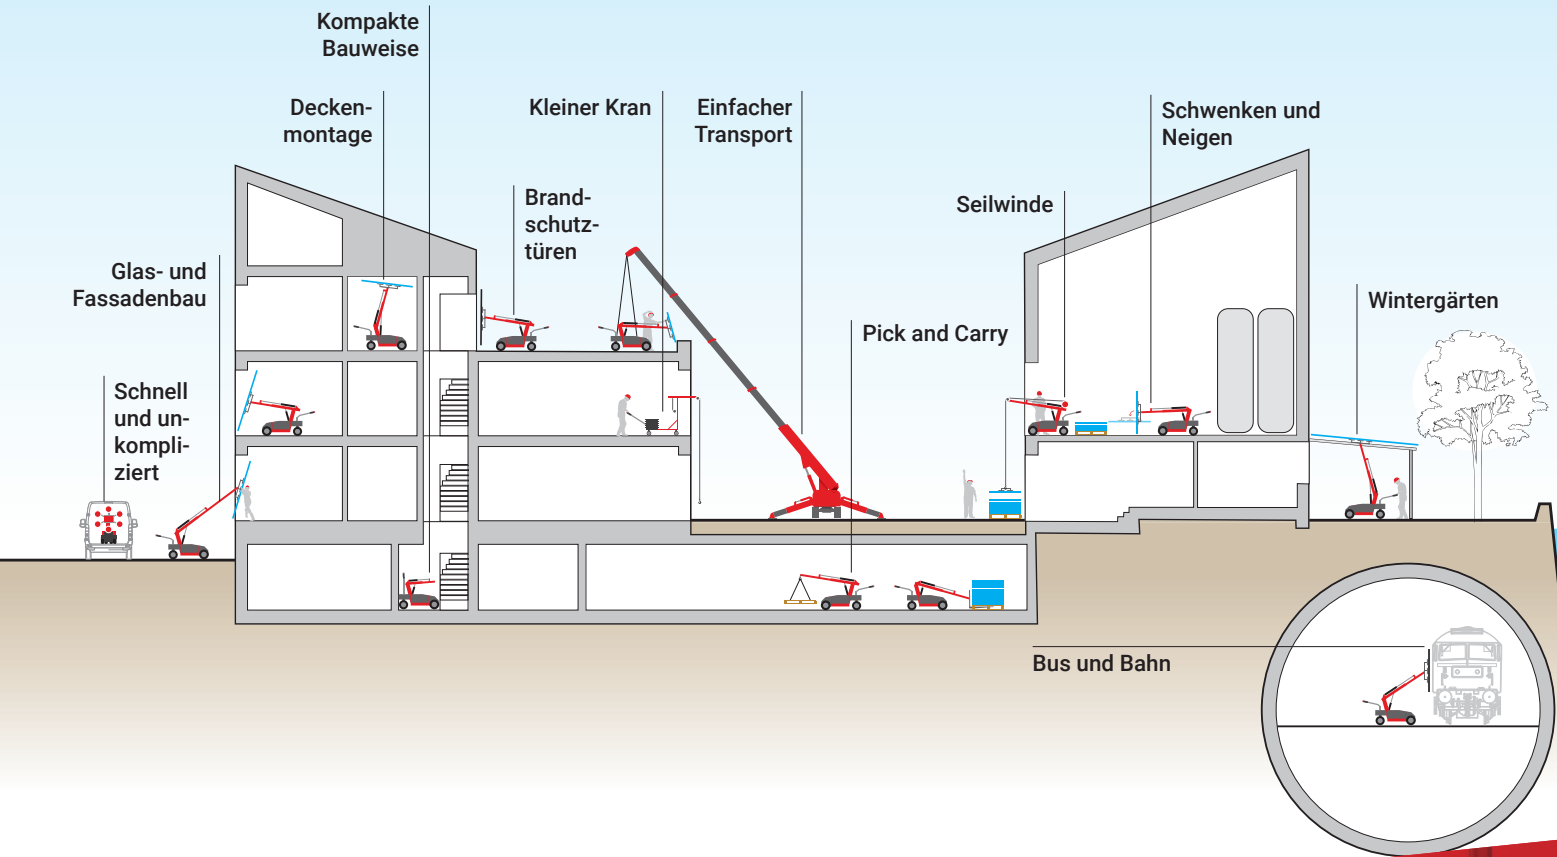 Kompakte
Bauweise
Decken-
montage
Kleiner Kran
Einfacher
Transport
Schwenken und
Neigen
Brand-
schutz-
türen
Seilwinde
Glas- und
Fassadenbau
Wintergärten
Pick and Carry
Schnell
und un-
kompli-
ziert
Bus und Bahn